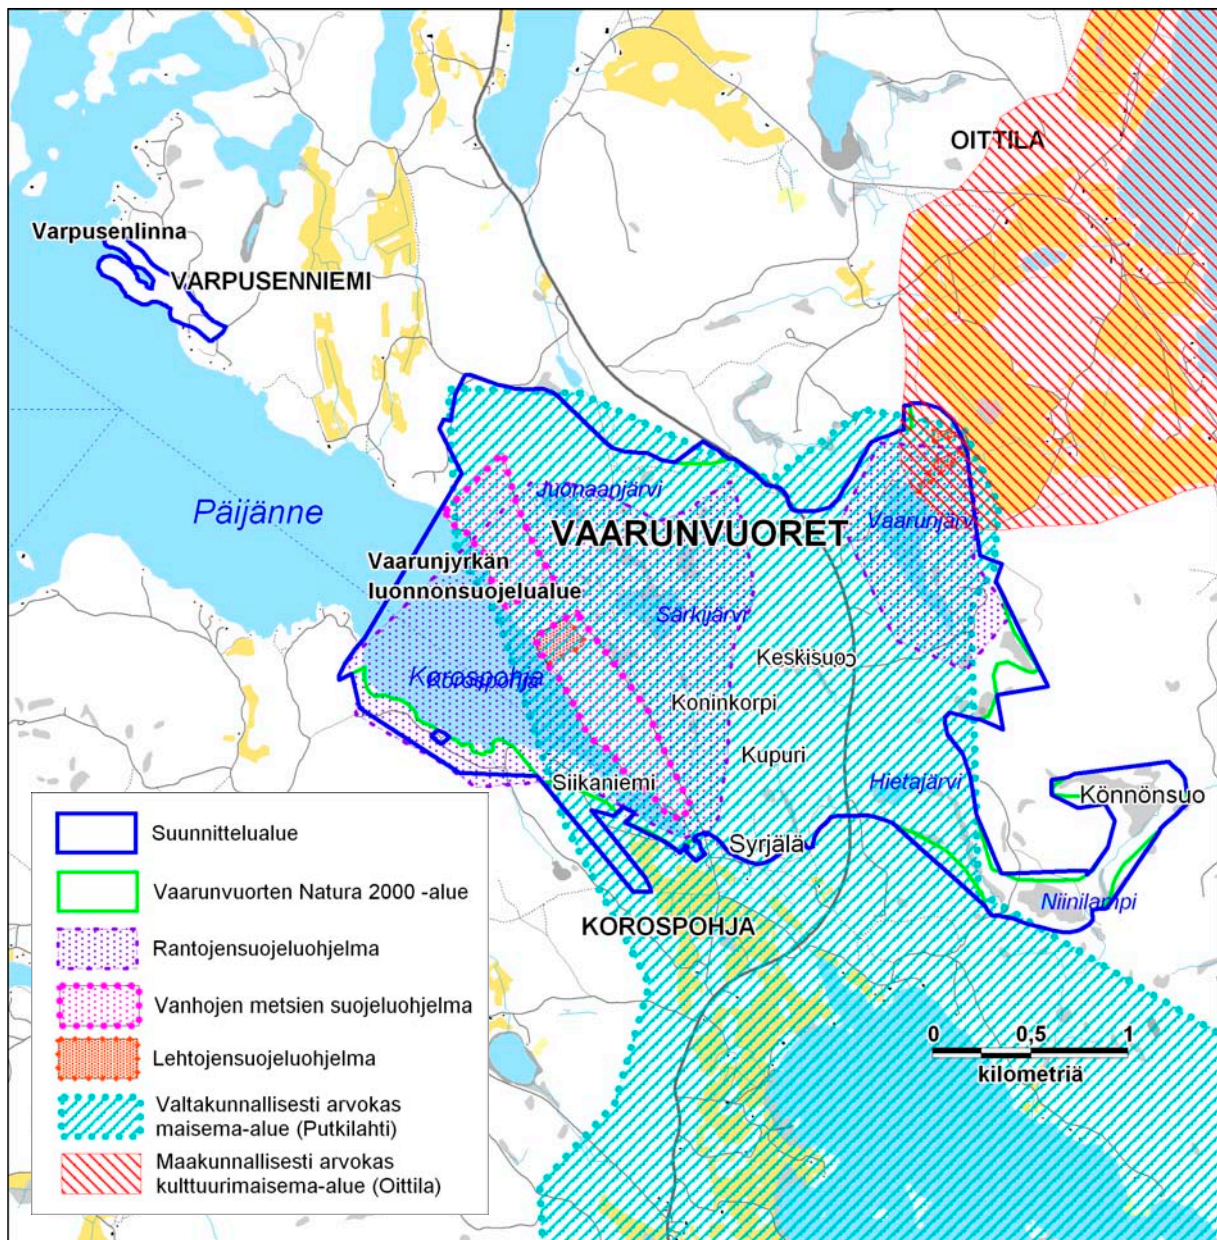 OITTILA
Varpusenlinna
VARPUSENNIEMI
Päijänne
Juonaanjärvi
VAARUNVUORET
Vaarunjärvi
Vaarunjyrkän
luonnonsuojelualue
Särkijärvi
Keskisuo
Korospohja
Korospohja
Koninkorpi
Kupuri
Siikaniemi
Hietajärvi
Könnönsuo
Syrjälä
Niinilampi
KOROSPOHJA
Suunnittelualue
Vaarunvuorten Natura 2000 -alue
Rantojensuojeluohjelma
Vanhojen metsien suojeluohjelma
Lehtojensuojeluohjelma
Valtakunnallisesti arvokas
maisema-alue (Putkilahti)
Maakunnallisesti arvokas
kulttuurimaisema-alue (Oittila)
0 0,5 1
kilometriä